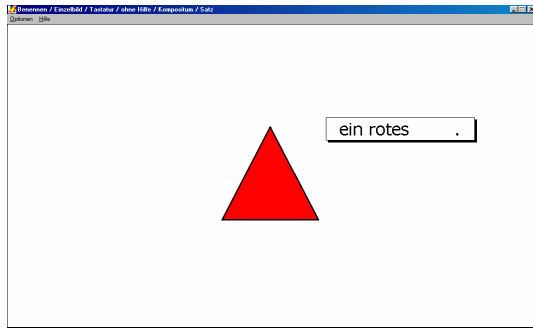 Benennen / Einzelbild / Tastatur / ohne Hilfe / Kompositum / Satz
Optionen Hilfe
ein rotes .